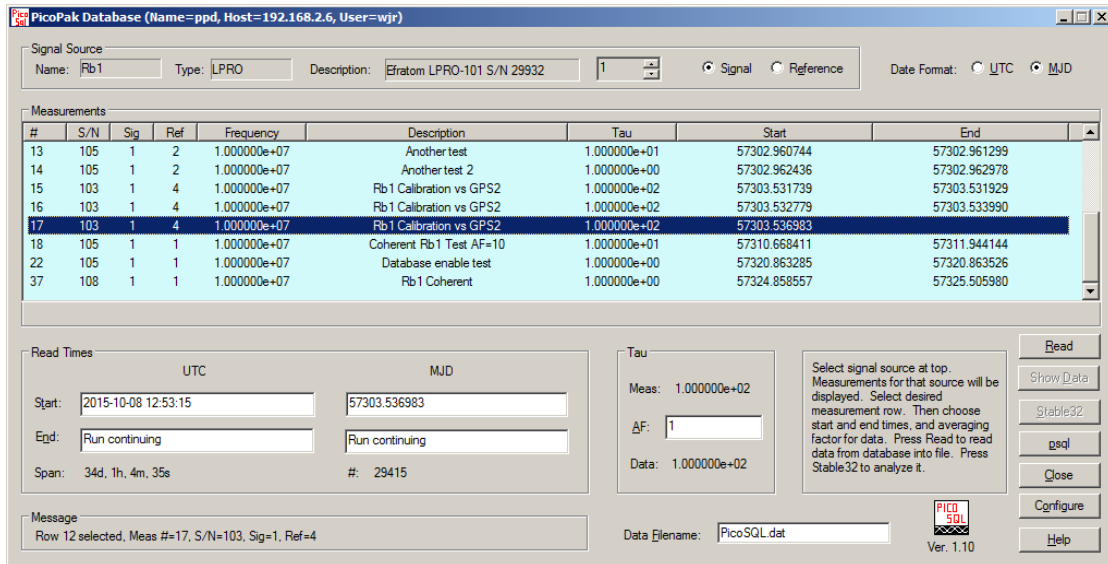 PicoPak Database (Name=ppd, Host=192.168.2.6, User=wjr)
Signal Source
Name: Rb1 Type: LPRO Description: Efratom LPRO-101 S/N 29932 1 Signal Reference Date Format: UTC MJD
Measurements
# S/N Sig Ref Frequency Description Tau Start End
13 105 1 2 1.000000e+07 Another test 1.000000e+01 57302.960744 57302.961299
14 105 1 2 1.000000e+07 Another test 2 1.000000e+00 57302.962436 57302.962978
15 103 1 4 1.000000e+07 Rb1 Calibration vs GPS2 1.000000e+02 57303.531739 57303.531929
16 103 1 4 1.000000e+07 Rb1 Calibration vs GPS2 1.000000e+02 57303.532779 57303.533990
17 103 1 4 1.000000e+07 Rb1 Calibration vs GPS2 1.000000e+02 57303.536983
18 105 1 1 1.000000e+07 Coherent Rb1 Test AF=10 1.000000e+01 57310.668411 57311.944144
22 105 1 1 1.000000e+07 Database enable test 1.000000e+00 57320.863285 57320.863526
37 108 1 1 1.000000e+07 Rb1 Coherent 1.000000e+00 57324.858557 57325.505980
Read Times
UTC MJD
Start: 2015-10-08 12:53:15 57303.536983
End: Run continuing Run continuing
Span: 34d, 1h, 4m, 35s #: 29415
Tau
Meas: 1.000000e+02
AF: 1
Data: 1.000000e+02
Select signal source at top.
Measurements for that source will be
displayed. Select desired
measurement row. Then choose
start and end times, and averaging
factor for data. Press Read to read
data from database into file. Press
Stable32 to analyze it.
Read
Show Data
Stable32
psql
Close
Configure
Help
Message
Row 12 selected, Meas #=17, S/N=103, Sig=1, Ref=4
Data Filename: PicoSQL.dat
PICO
SQL
Ver. 1.10